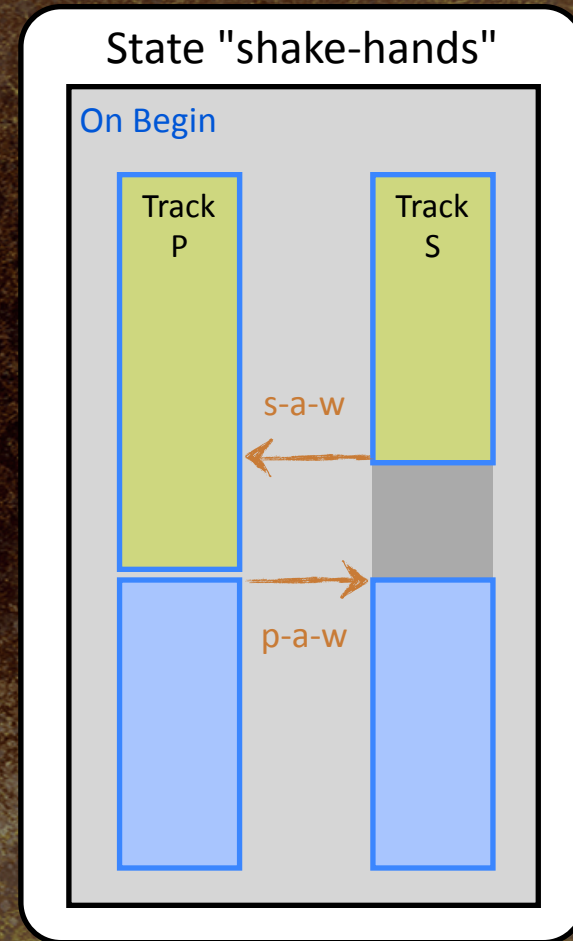 State "shake-hands"
On Begin
Track
P
Track
S
s-a-w
p-a-w